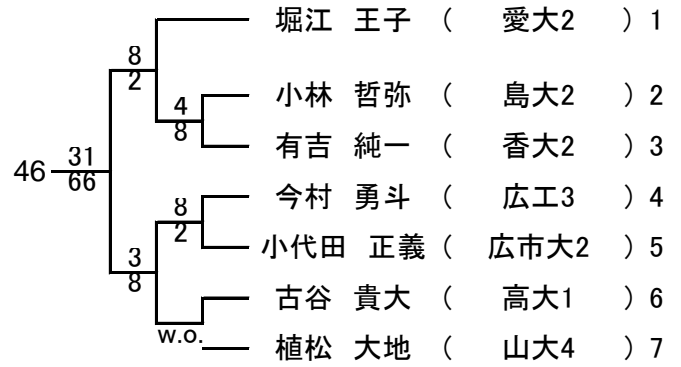 堀江 王子 ( 愛大2 ) 1
8
2
小林 哲弥 ( 島大2 ) 2
4
8
有吉 純一 ( 香大2 ) 3
46 31
66
今村 勇斗 ( 広工3 ) 4
8
2
小代田 正義 ( 広市大2 ) 5
3
8
古谷 貴大 ( 高大1 ) 6
w.o.
植松 大地 ( 山大4 ) 7